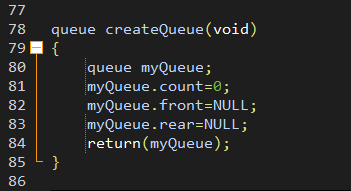 77
78 queue createQueue(void)
79 {
80 queue myQueue;
81 myQueue.count=0;
82 myQueue.front=NULL;
83 myQueue.rear=NULL;
84 return(myQueue);
85 }
86